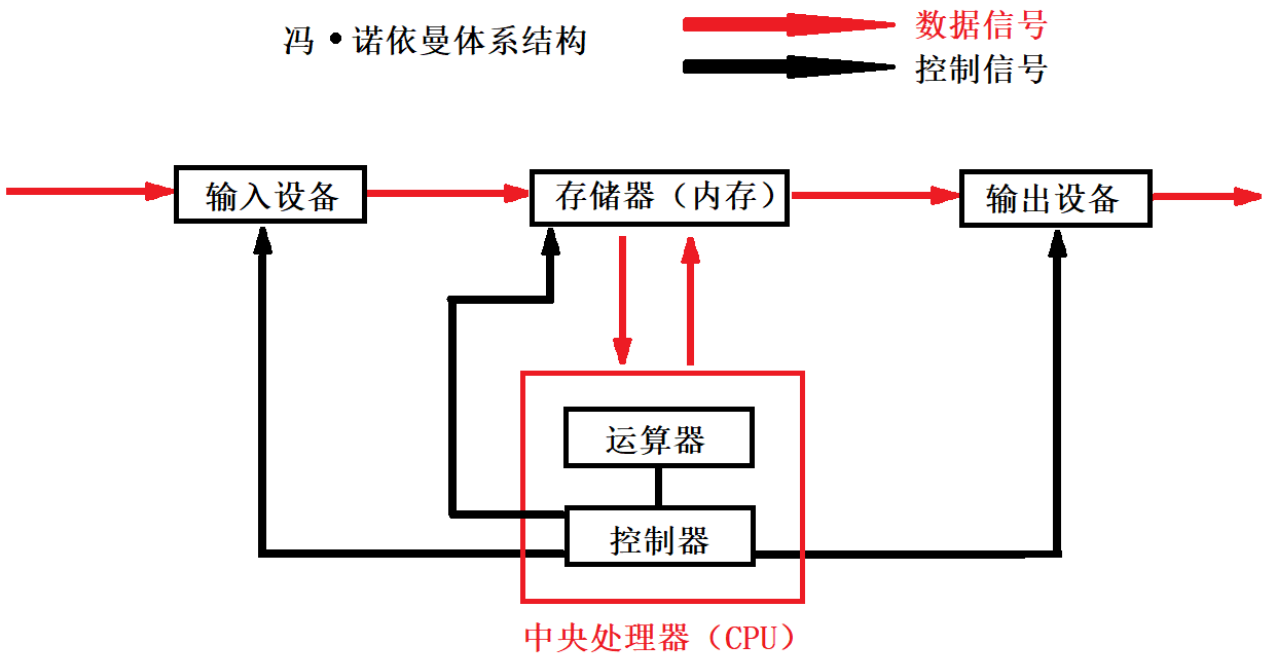 冯·诺依曼体系结构
数据信号
控制信号
输入设备
存储器（内存）
输出设备
运算器
控制器
中央处理器（CPU）